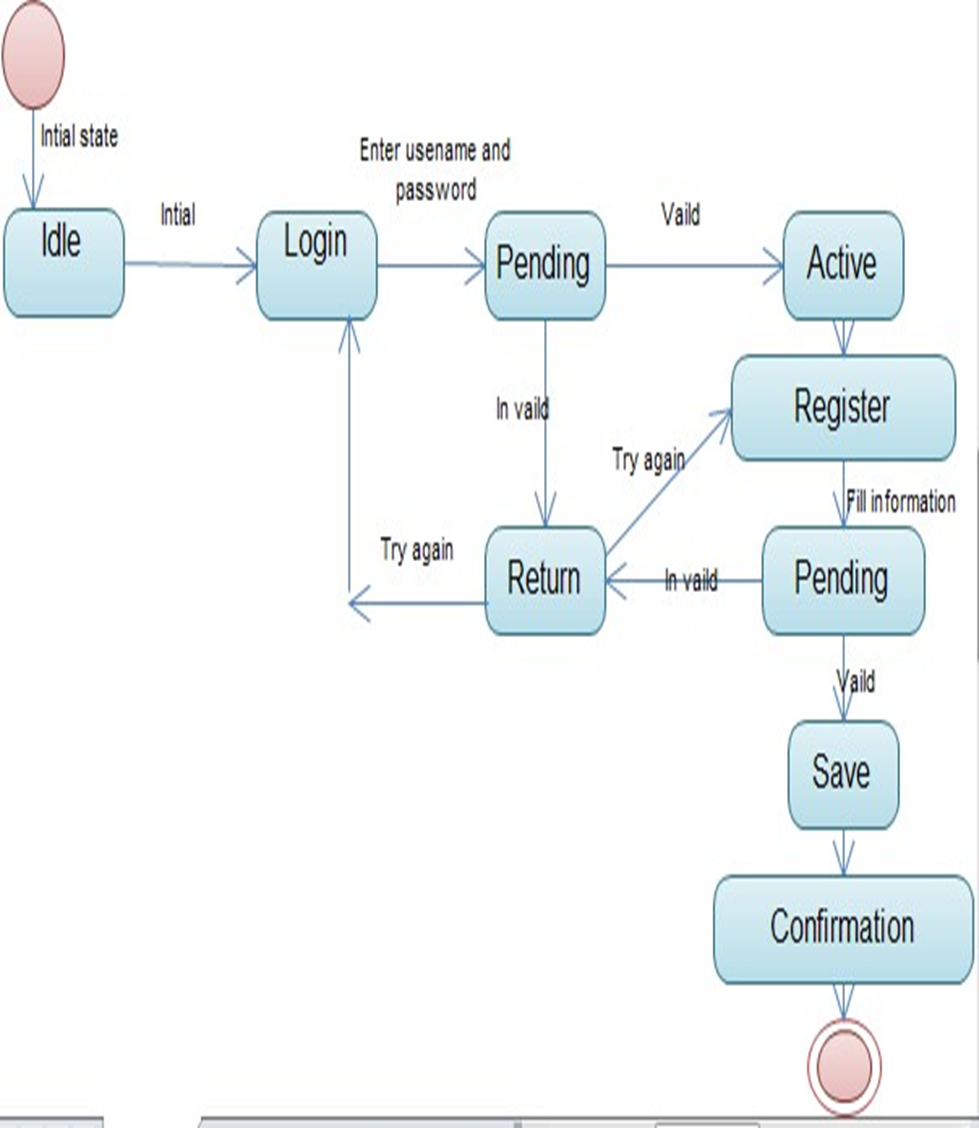 Intial state
Enter usename and
password
Idle
Intial
Login
Pending
Vaild
Active
In vaild
Register
Try again
Fill information
Try again
Return
In vaild
Pending
Vaild
Save
Confirmation